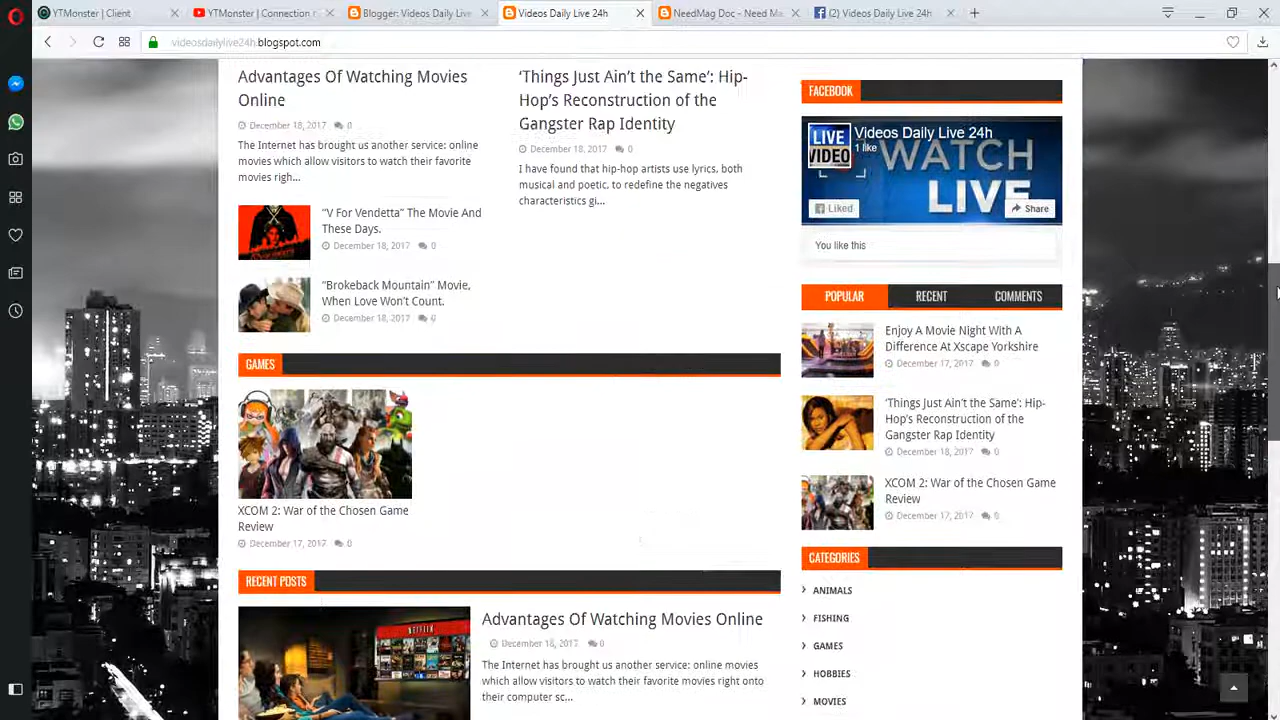 YTMonster | Client
YTMonster | Connection r
Blogger: Videos Daily Live
Videos Daily Live 24h
NeedMag Doc - Need Ma
(2) Videos Daily Live 24h
videosdailylive24h.blogspot.com
Advantages Of Watching Movies
Online
December 18, 2017 0
The Internet has brought us another service: online
movies which allow visitors to watch their favorite
movies righ...
"V For Vendetta" The Movie And
These Days.
December 18, 2017 0
"Brokeback Mountain" Movie,
When Love Won't Count.
December 18, 2017 0
‘Things Just Ain’t the Same’: Hip-
Hop’s Reconstruction of the
Gangster Rap Identity
December 18, 2017 0
I have found that hip-hop artists use lyrics, both
musical and poetic, to redefine the negatives
characteristics gi...
GAMES
XCOM 2: War of the Chosen Game
Review
December 17, 2017 0
RECENT POSTS
NETFLIX
Advantages Of Watching Movies Online
December 18, 2017 0
The Internet has brought us another service: online movies
which allow visitors to watch their favorite movies right onto
their computer sc...
FACEBOOK
LIVE
VIDEO
Videos Daily Live 24h
1 like
WATCH
LIVE
Liked
Share
You like this
POPULAR
RECENT
COMMENTS
Enjoy A Movie Night With A
Difference At Xscape Yorkshire
December 17, 2017 0
‘Things Just Ain’t the Same’: Hip-
Hop’s Reconstruction of the
Gangster Rap Identity
December 18, 2017 0
XCOM 2: War of the Chosen Game
Review
December 17, 2017 0
CATEGORIES
ANIMALS
FISHING
GAMES
HOBBIES
MOVIES